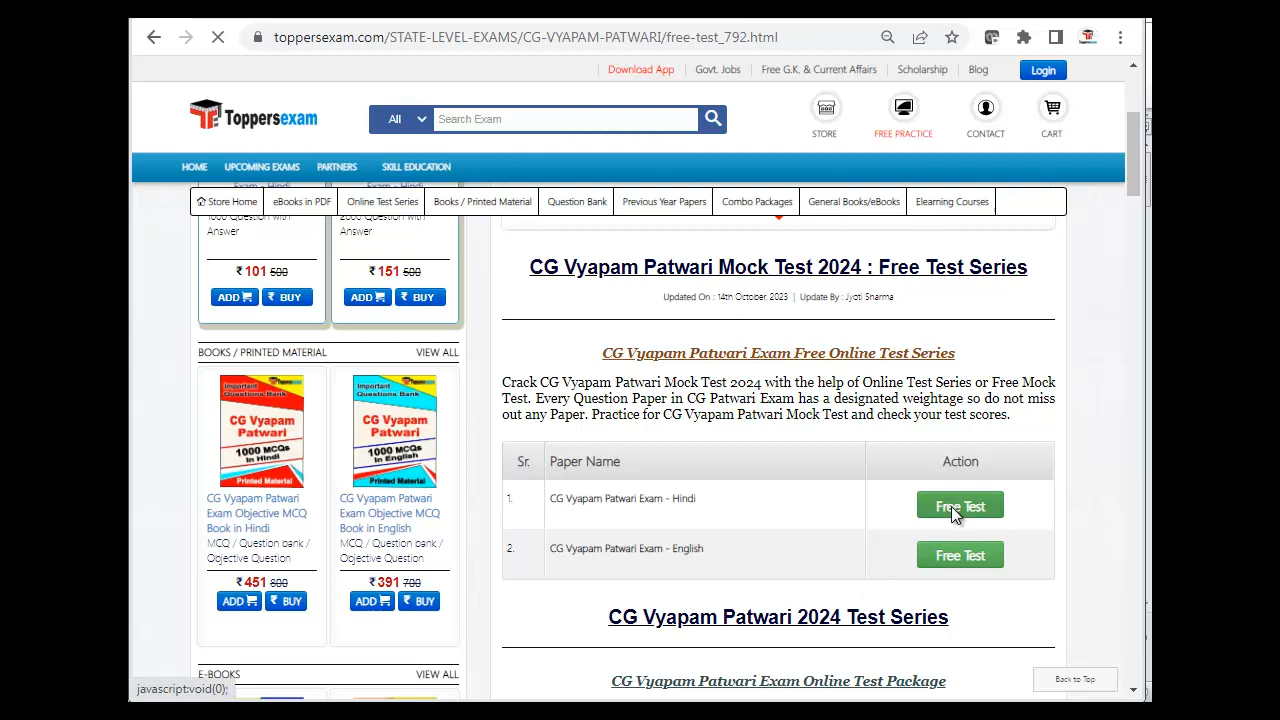 toppersexam.com/STATE-LEVEL-EXAMS/CG-VYAPAM-PATWARI/free-test_792.html
Download App
Govt. Jobs
Free G.K. & Current Affairs
Scholarship
Blog
Login
Toppersexam
All
Search Exam
STORE
FREE PRACTICE
CONTACT
CART
HOME
UPCOMING EXAMS
PARTNERS
SKILL EDUCATION
Store Home
eBooks in PDF
Online Test Series
Books / Printed Material
Question Bank
Previous Year Papers
Combo Packages
General Books/eBooks
Elearning Courses
Answer
₹ 101 500
ADD
₹ BUY
Answer
₹ 151 500
ADD
₹ BUY
BOOKS / PRINTED MATERIAL
VIEW ALL
Important
Questions Bank
CG Vyapam
Patwari
1000 MCQs
in Hindi
Printed Material
CG Vyapam Patwari
Exam Objective MCQ
Book in Hindi
MCQ / Question bank /
Objective Question
₹ 451 800
ADD
₹ BUY
Important
Questions Bank
CG Vyapam
Patwari
1000 MCQs
in English
Printed Material
CG Vyapam Patwari
Exam Objective MCQ
Book in English
MCQ / Question bank /
Objective Question
₹ 391 700
ADD
₹ BUY
E-BOOKS
VIEW ALL
javascript:void(0);
CG Vyapam Patwari Mock Test 2024 : Free Test Series
Updated On : 14th October, 2023 | Update By : Jyoti Sharma
CG Vyapam Patwari Exam Free Online Test Series
Crack CG Vyapam Patwari Mock Test 2024 with the help of Online Test Series or Free Mock
Test. Every Question Paper in CG Patwari Exam has a designated weightage so do not miss
out any Paper. Practice for CG Vyapam Patwari Mock Test and check your test scores.
Sr. Paper Name Action
1. CG Vyapam Patwari Exam - Hindi Free Test
2. CG Vyapam Patwari Exam - English Free Test
CG Vyapam Patwari 2024 Test Series
CG Vyapam Patwari Exam Online Test Package
Back to Top